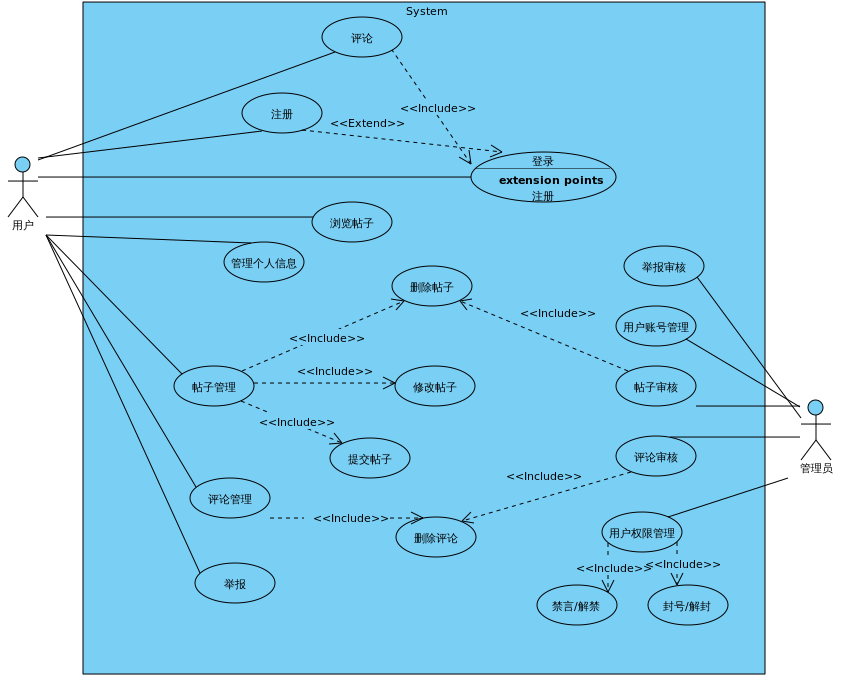 System
评论
<<Include>>
注册
<<Extend>>
登录
extension points
注册
用户
浏览帖子
管理个人信息
举报审核
删除帖子
<<Include>>
用户账号管理
<<Include>>
<<Include>>
帖子管理
修改帖子
帖子审核
<<Include>>
提交帖子
评论审核
管理员
<<Include>>
评论管理
<<Include>>
删除评论
用户权限管理
<<Include>>
<<Include>>
举报
禁言/解禁
封号/解封